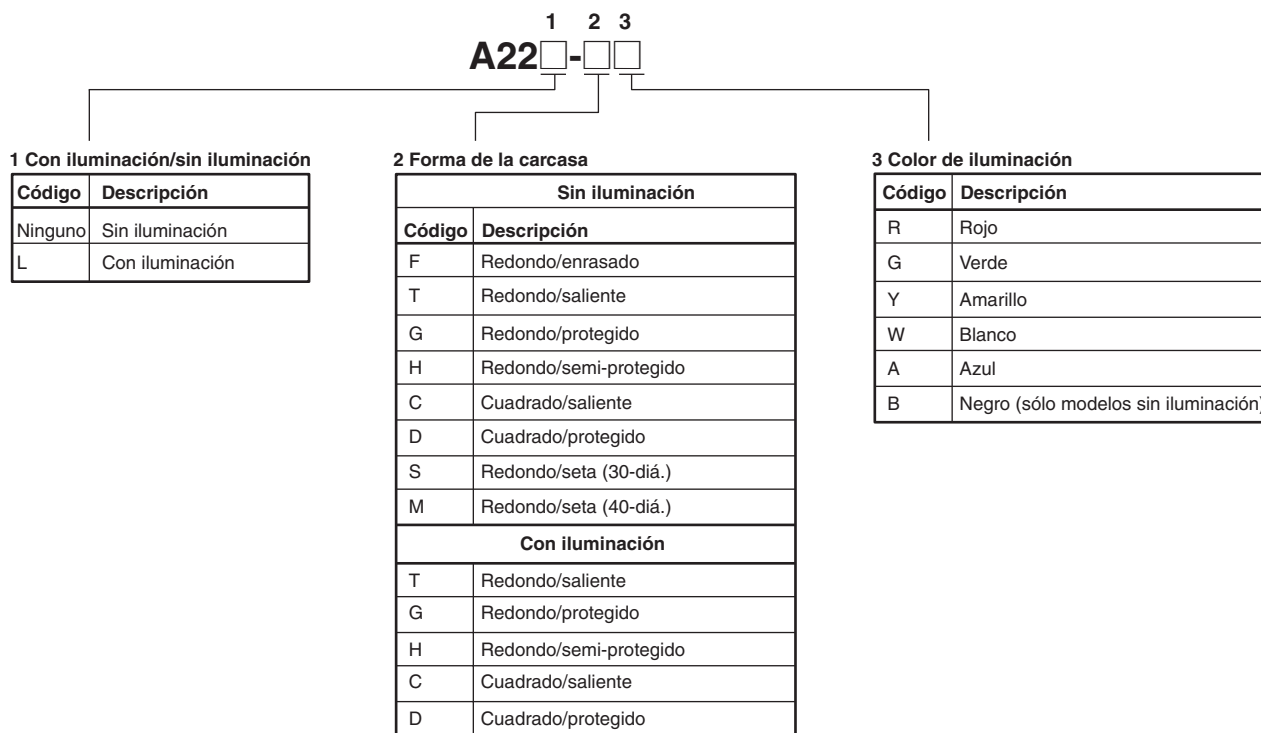 1 2 3
A22□-□□
1 Con iluminación/sin iluminación
Código Descripción
Ninguno Sin iluminación
L Con iluminación
2 Forma de la carcasa
Sin iluminación
Código Descripción
F Redondo/enrasado
T Redondo/saliente
G Redondo/protegido
H Redondo/semi-protegido
C Cuadrado/saliente
D Cuadrado/protegido
S Redondo/seta (30-diá.)
M Redondo/seta (40-diá.)
Con iluminación
T Redondo/saliente
G Redondo/protegido
H Redondo/semi-protegido
C Cuadrado/saliente
D Cuadrado/protegido
3 Color de iluminación
Código Descripción
R Rojo
G Verde
Y Amarillo
W Blanco
A Azul
B Negro (sólo modelos sin iluminación)